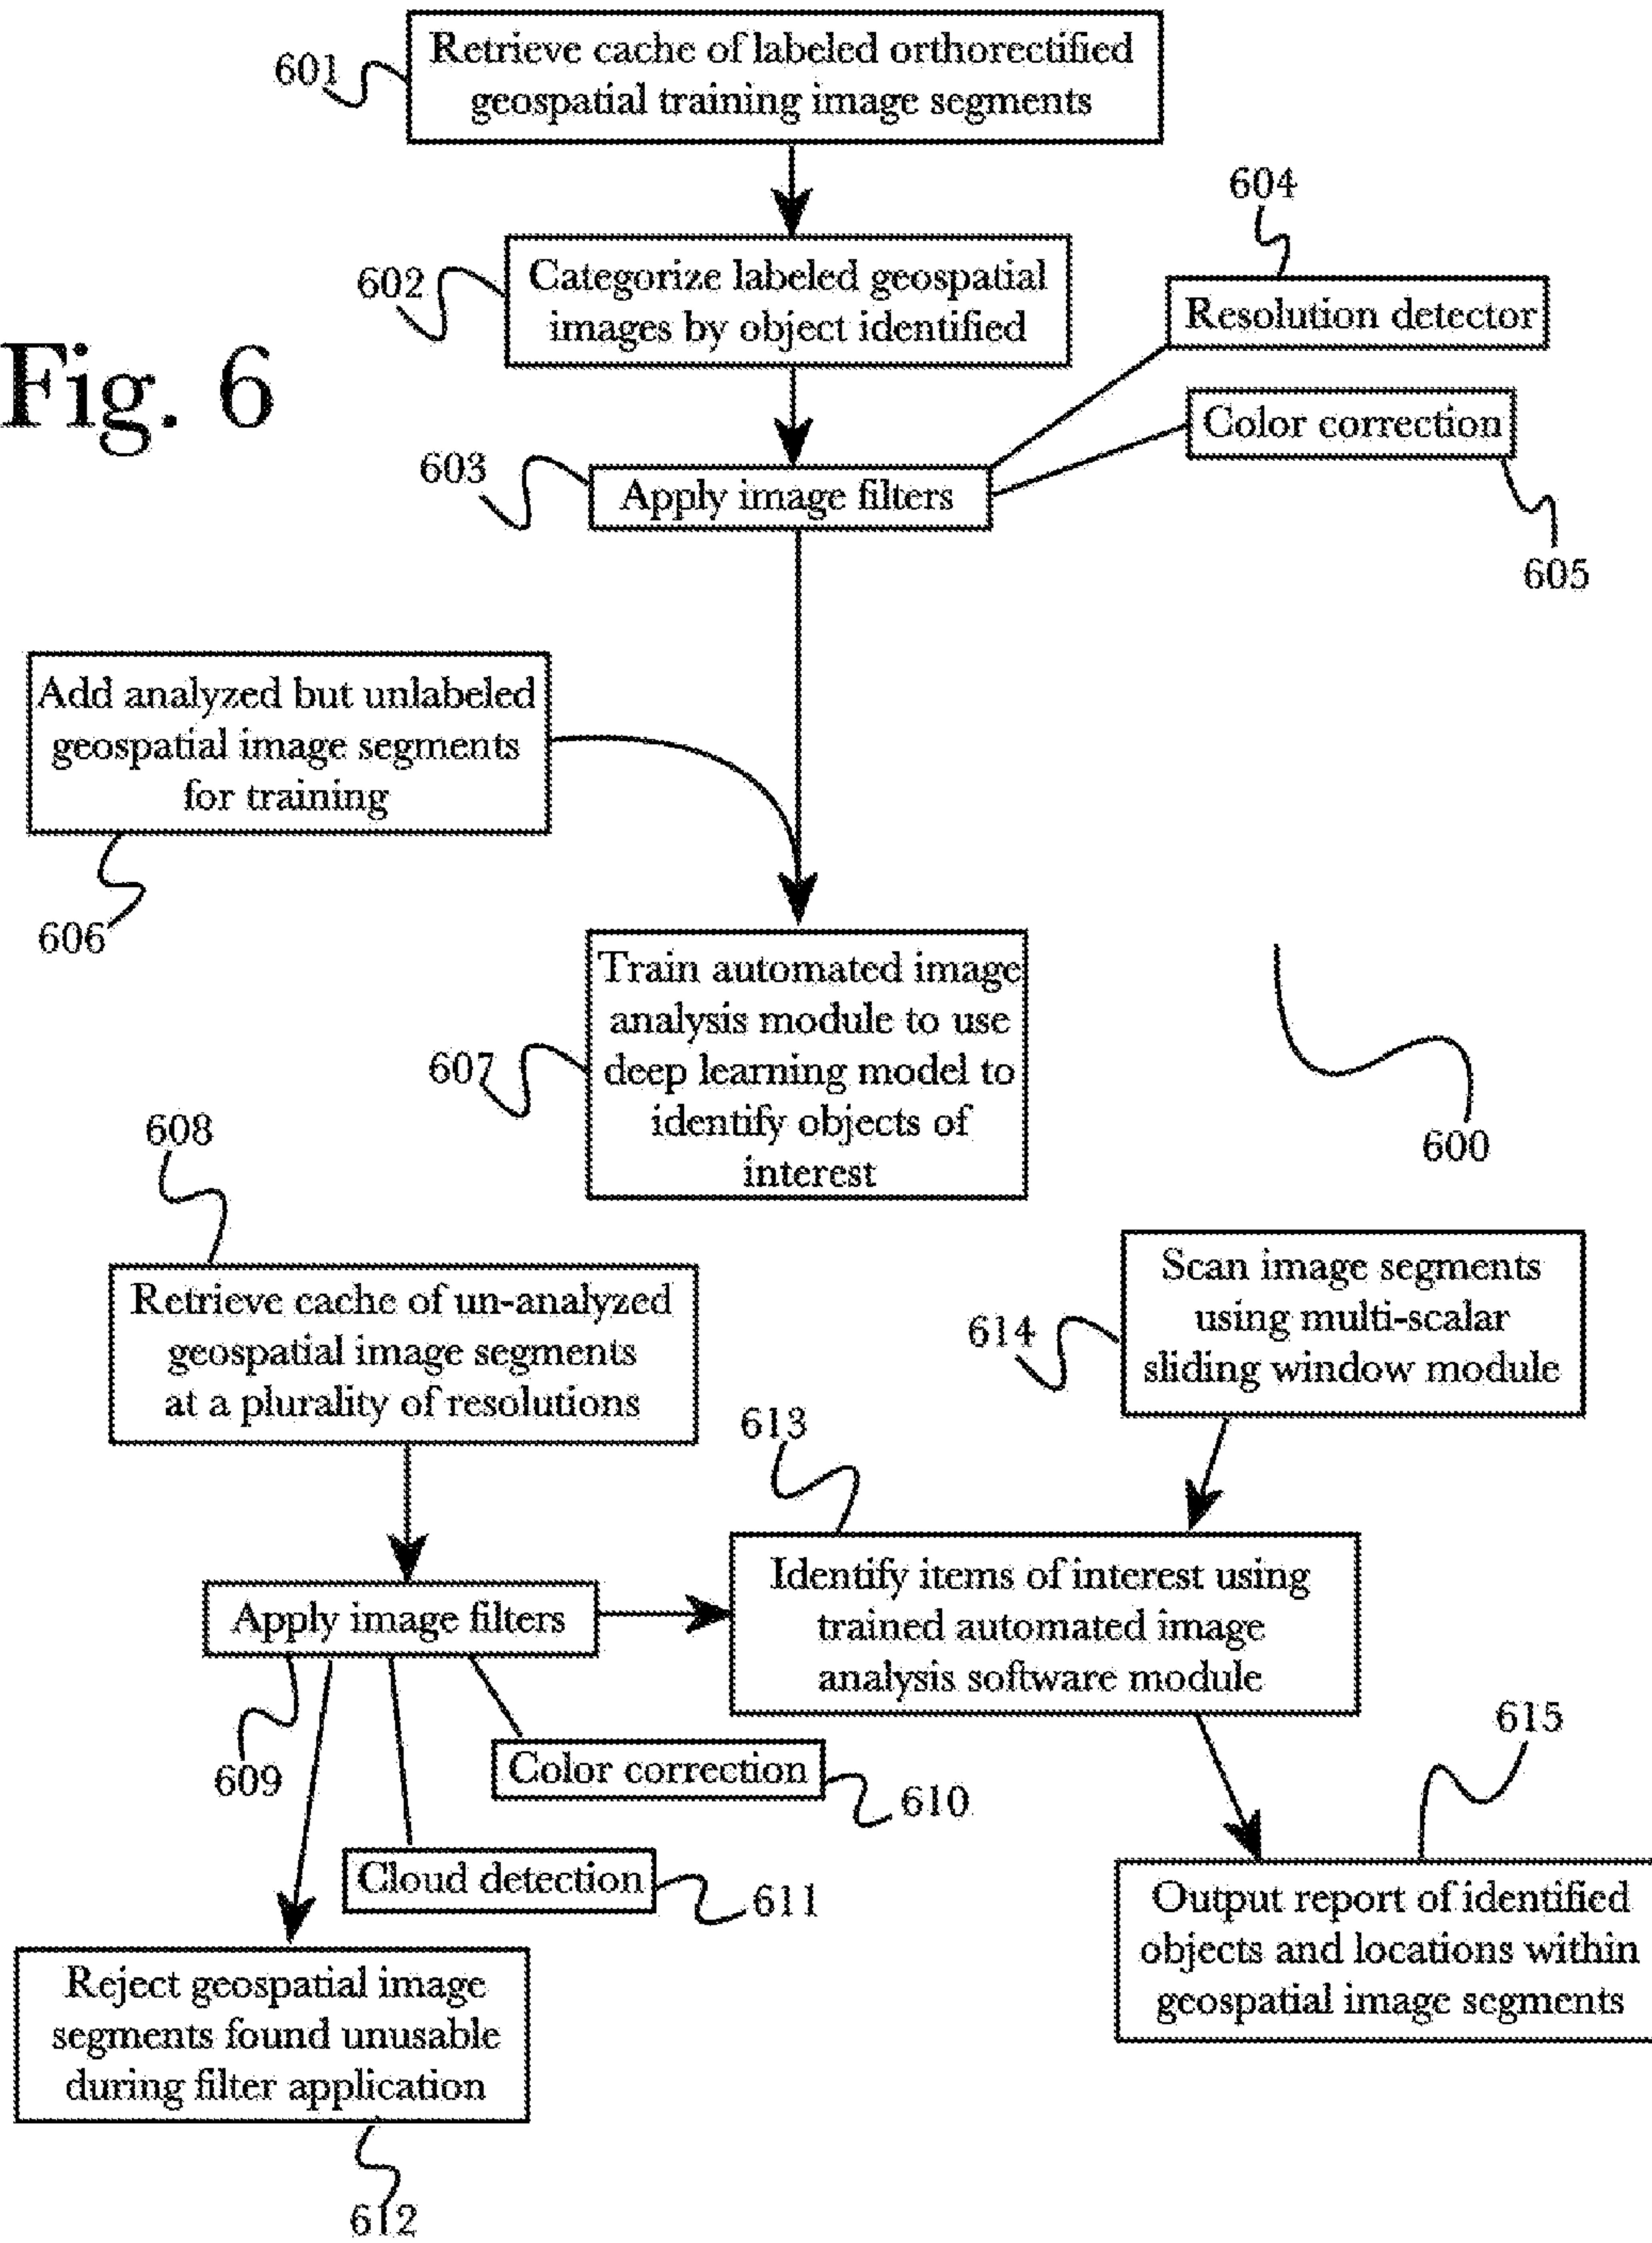 601
Retrieve cache of labeled orthorectified
geospatial training image segments
604
602
Categorize labeled geospatial
images by object identified
Resolution detector
Fig. 6
Color correction
603
Apply image filters
605
Add analyzed but unlabeled
geospatial image segments
for training
606
Train automated image
analysis module to use
deep learning model to
identify objects of
interest
607
600
608
Retrieve cache of un-analyzed
geospatial image segments
at a plurality of resolutions
614
Scan image segments
using multi-scalar
sliding window module
613
Apply image filters
Identify items of interest using
trained automated image
analysis software module
609
Color correction
610
615
Cloud detection
611
Output report of identified
objects and locations within
geospatial image segments
Reject geospatial image
segments found unusable
during filter application
612